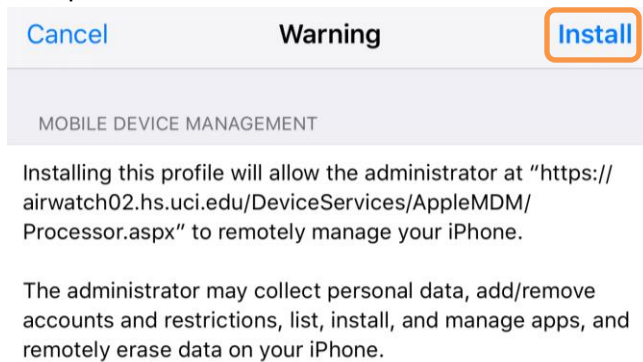 Cancel Warning Install
MOBILE DEVICE MANAGEMENT
Installing this profile will allow the administrator at “https://
airwatch02.hs.uci.edu/DeviceServices/AppleMDM/
Processor.aspx” to remotely manage your iPhone.
The administrator may collect personal data, add/remove
accounts and restrictions, list, install, and manage apps, and
remotely erase data on your iPhone.